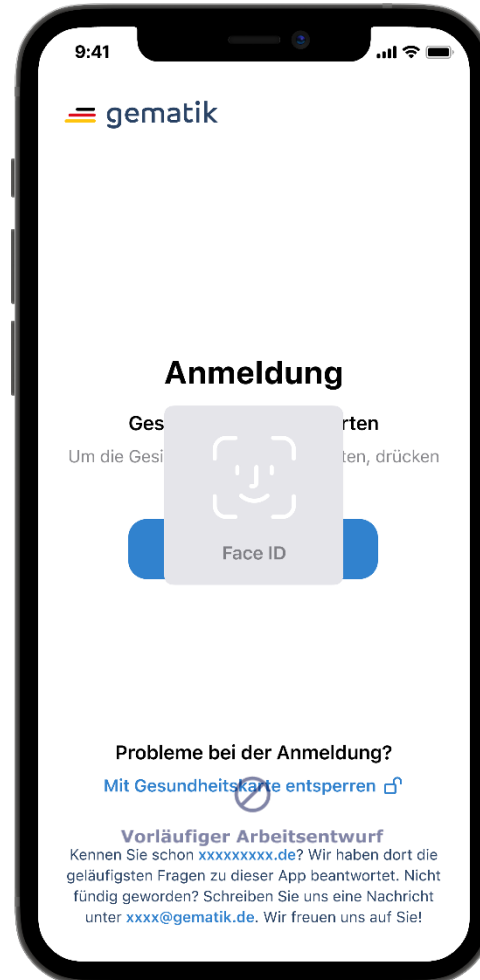 9:41
gematik
Anmeldung
Ges rten
Um die Gesi ten, drücken
Face ID
Probleme bei der Anmeldung?
Mit Gesundheitskarte entsperren
Vorläufiger Arbeitsentwurf
Kennen Sie schon xxxxxxxxx.de? Wir haben dort die
geläufigsten Fragen zu dieser App beantwortet. Nicht
fündig geworden? Schreiben Sie uns eine Nachricht
unter xxxx@gematik.de. Wir freuen uns auf Sie!